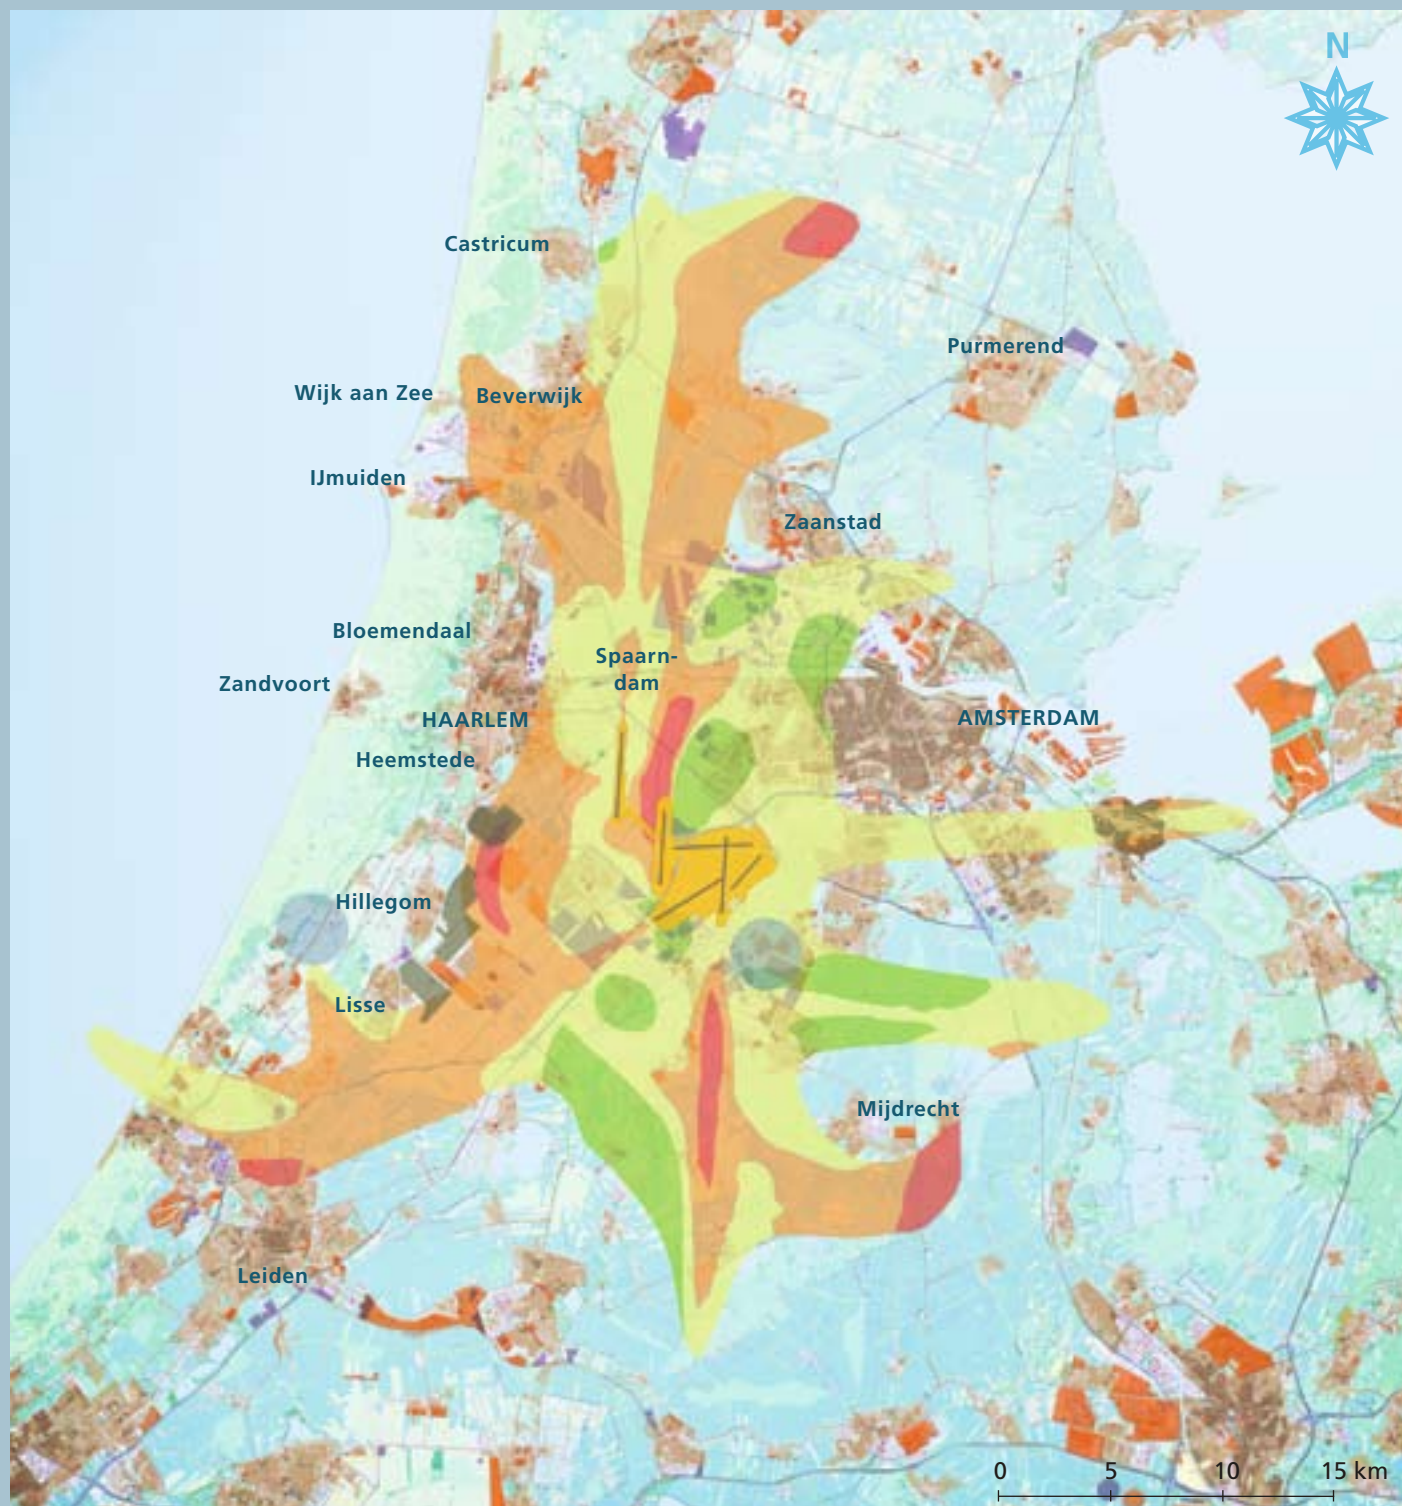 N
Castricum
Purmerend
Wijk aan Zee
Beverwijk
IJmuiden
Zaanstad
Bloemendaal
Spaarn-
dam
Zandvoort
HAARLEM
AMSTERDAM
Heemstede
Hillegom
Lisse
Mijdrecht
Leiden
0 5 10 15 km